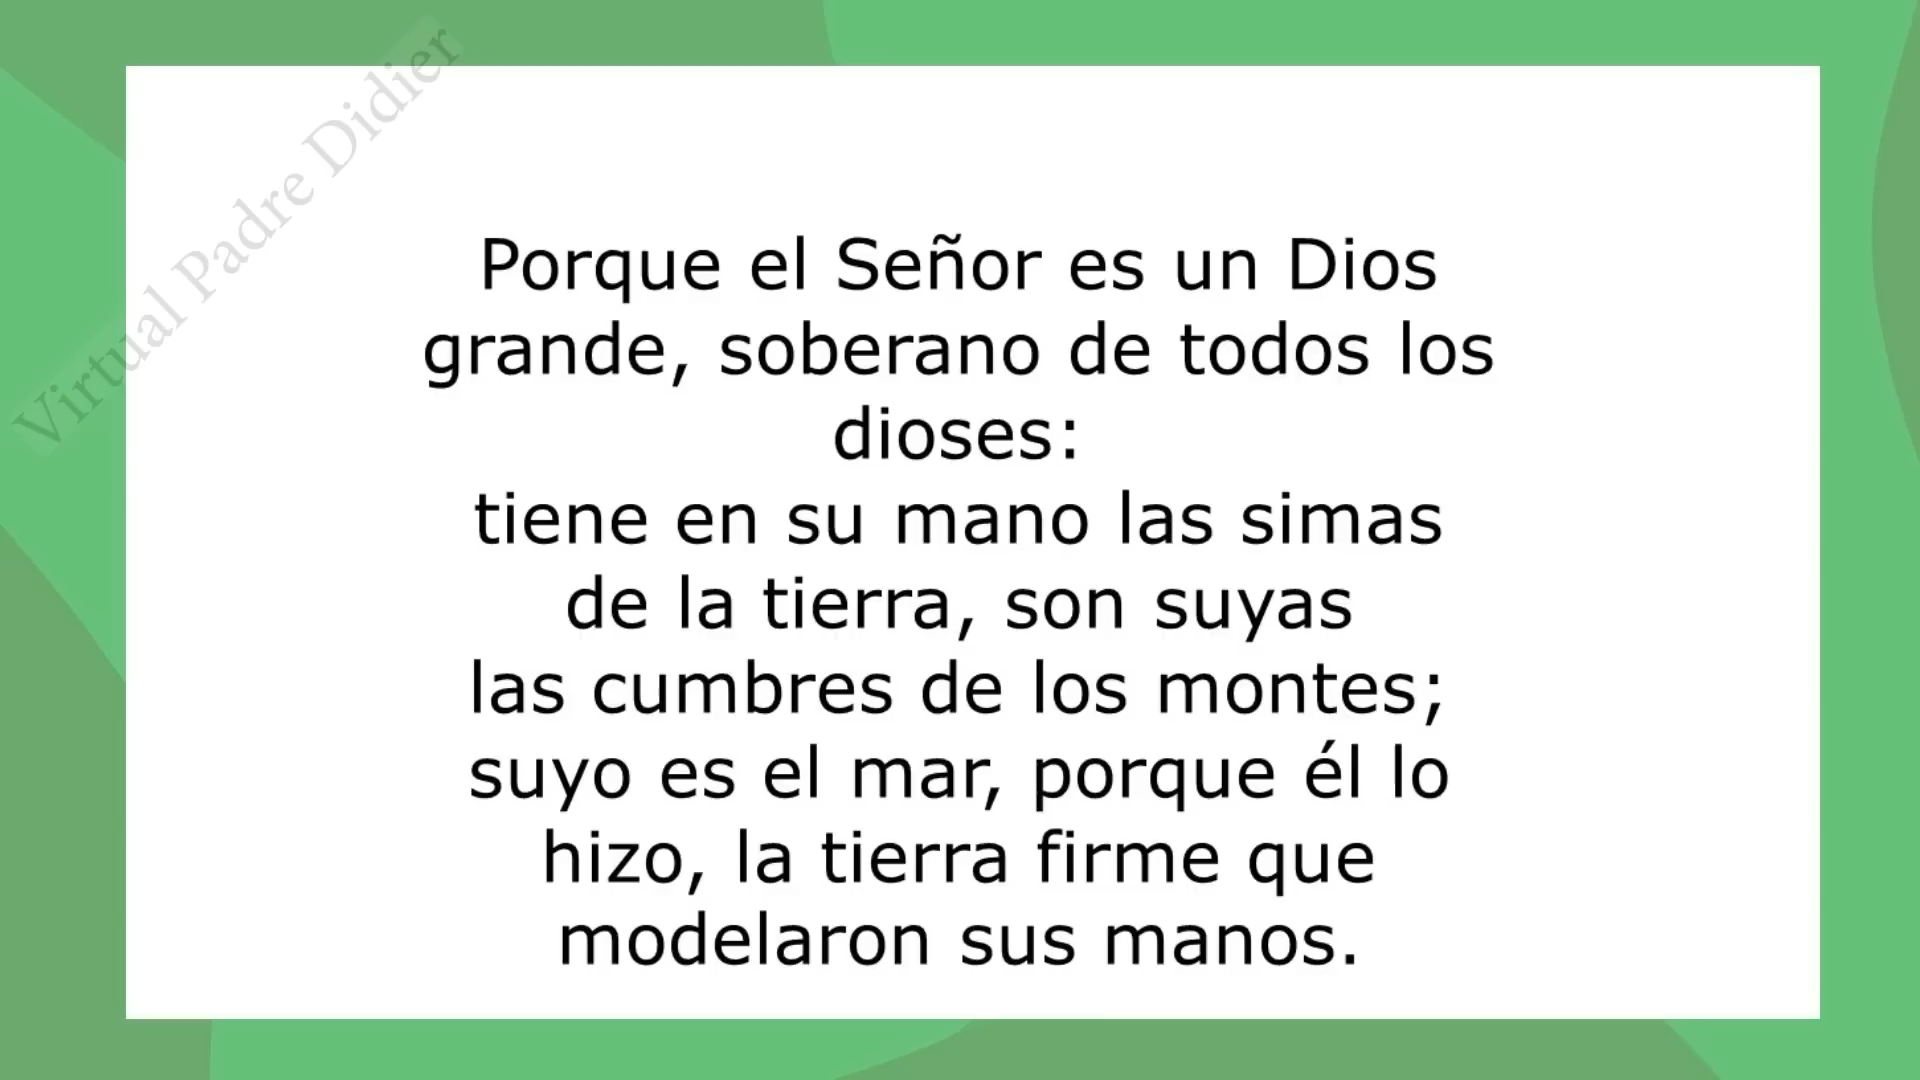 Virtual Padre Didier
Porque el Señor es un Dios
grande, soberano de todos los
dioses:
tiene en su mano las simas
de la tierra, son suyas
las cumbres de los montes;
suyo es el mar, porque él lo
hizo, la tierra firme que
modelaron sus manos.